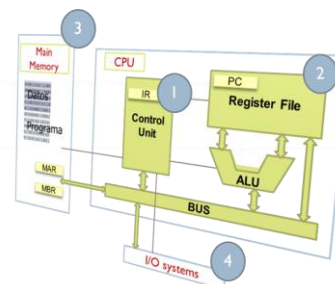 3
Main
Memory
Datos
Programa
MAR
MBR
CPU
1
IR
Control
Unit
2
PC
Register File
ALU
BUS
I/O systems
4